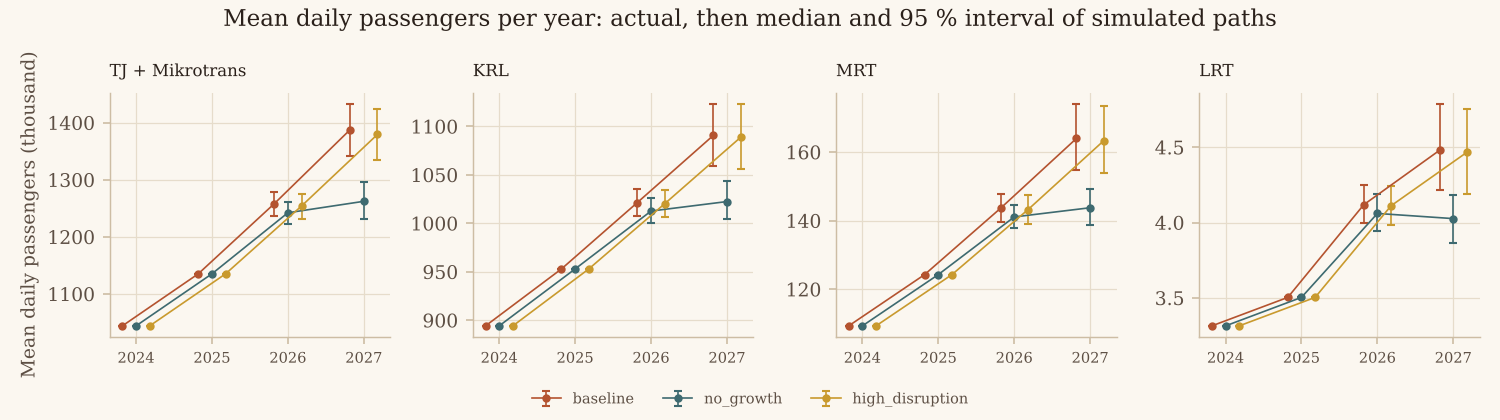 Mean daily passengers per year: actual, then median and 95 % interval of simulated paths
Mean daily passengers (thousand)
TJ + Mikrotrans
1400
1300
1200
1100
2024 2025 2026 2027
KRL
1100
1050
1000
950
900
2024 2025 2026 2027
MRT
160
140
120
2024 2025 2026 2027
LRT
4.5
4.0
3.5
2024 2025 2026 2027
baseline no_growth high_disruption